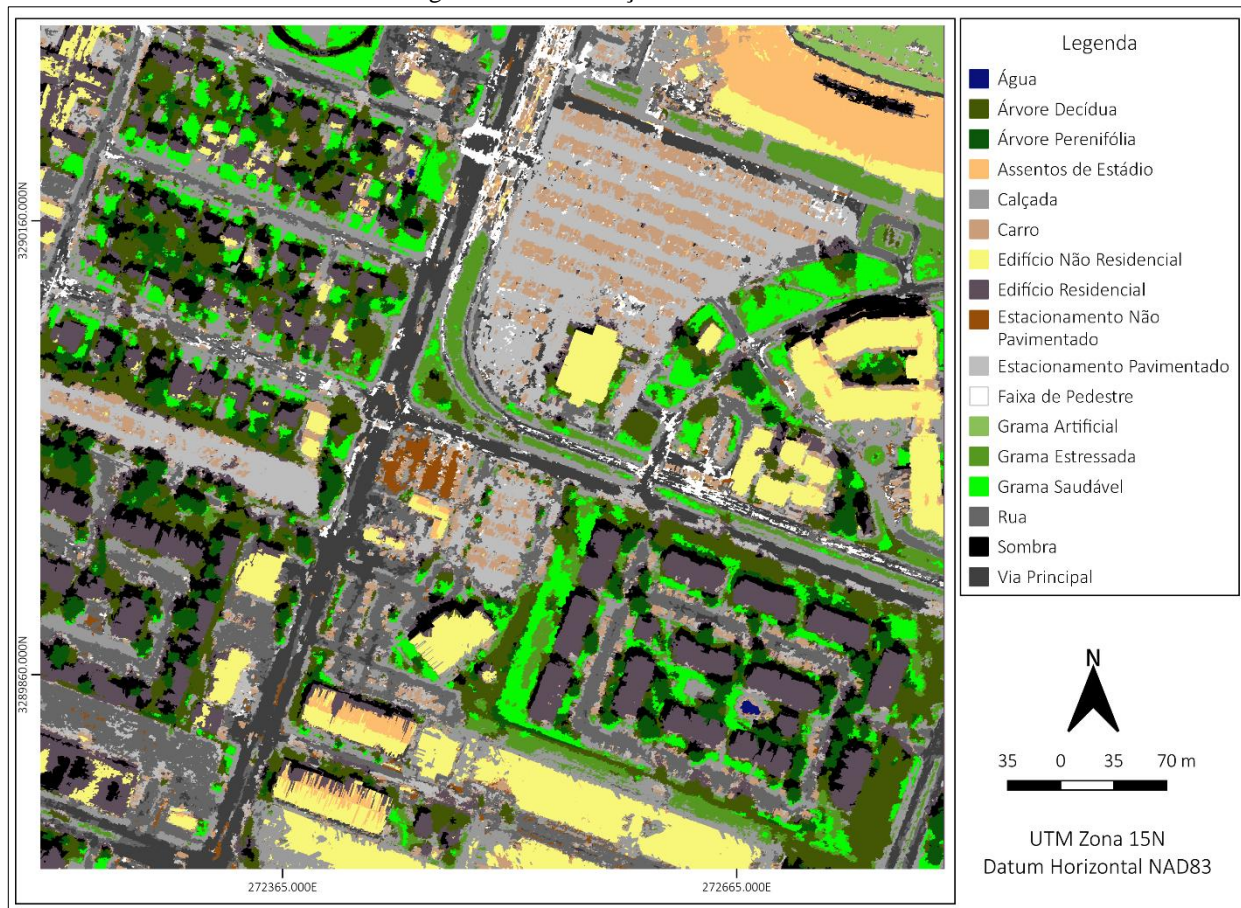 Legenda
Água
Árvore Decídua
Árvore Perenifólia
Assentos de Estádio
Calçada
Carro
Edifício Não Residencial
Edifício Residencial
Estacionamento Não
Pavimentado
Estacionamento Pavimentado
Faixa de Pedestre
Grama Artificial
Grama Estressada
Grama Saudável
Rua
Sombra
Via Principal
N
35 0 35 70 m
UTM Zona 15N
Datum Horizontal NAD83
3290160.000N
3289860.000N
272365.000E
272665.000E